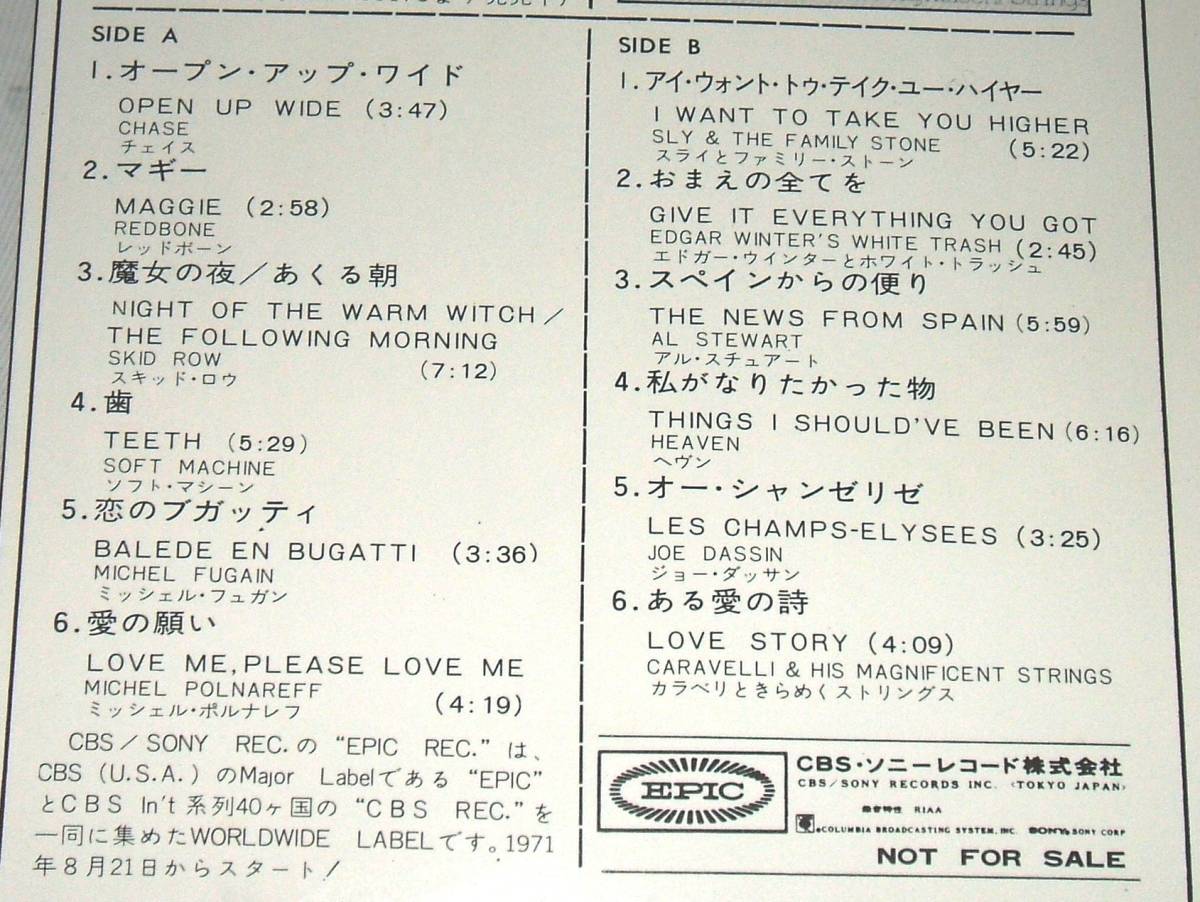 SIDE A
1.オープン・アップ・ワイド
OPEN UP WIDE (3:47)
CHASE
チェイス
2.マギー
MAGGIE (2:58)
REDBONE
レッドボーン
3.魔女の夜/あくる朝
NIGHT OF THE WARM WITCH/
THE FOLLOWING MORNING
SKID ROW (7:12)
スキッド・ロウ
4.歯
TEETH (5:29)
SOFT MACHINE
ソフト・マシーン
5.恋のブガッティ
BALEDE EN BUGATTI (3:36)
MICHEL FUGAIN
ミッシェル・フュガン
6.愛の願い
LOVE ME,PLEASE LOVE ME
MICHEL POLNAREFF (4:19)
ミッシェル・ポルナレフ
CBS/SONY REC.の “EPIC REC.”は、
CBS (U.S.A.)のMajor Labelである “EPIC”
とCBS In't 系列40ヶ国の “CBS REC.”を
一同に集めたWORLDWIDE LABELです。1971
年8月21日からスタート!
SIDE B
1.アイ・ウォント・トゥ・テイク・ユー・ハイヤー
I WANT TO TAKE YOU HIGHER
SLY & THE FAMILY STONE (5:22)
スライとファミリー・ストーン
2.おまえの全てを
GIVE IT EVERYTHING YOU GOT
EDGAR WINTER'S WHITE TRASH (2:45)
エドガー・ウインターとホワイト・トラッシュ
3.スペインからの便り
THE NEWS FROM SPAIN (5:59)
AL STEWART
アル・スチュアート
4.私がなりたかった物
THINGS I SHOULD'VE BEEN (6:16)
HEAVEN
ヘヴン
5.オー・シャンゼリゼ
LES CHAMPS-ELYSEES (3:25)
JOE DASSIN
ジョー・ダッサン
6.ある愛の詩
LOVE STORY (4:09)
CARAVELLI & HIS MAGNIFICENT STRINGS
カラベリときらめくストリングス
EPIC
CBS・ソニーレコード株式会社
CBS/SONY RECORDS INC. (TOKYO JAPAN)
録音特性 RIAA
®COLUMBIA BROADCASTING SYSTEM, INC. SONY® SONY CORP
NOT FOR SALE